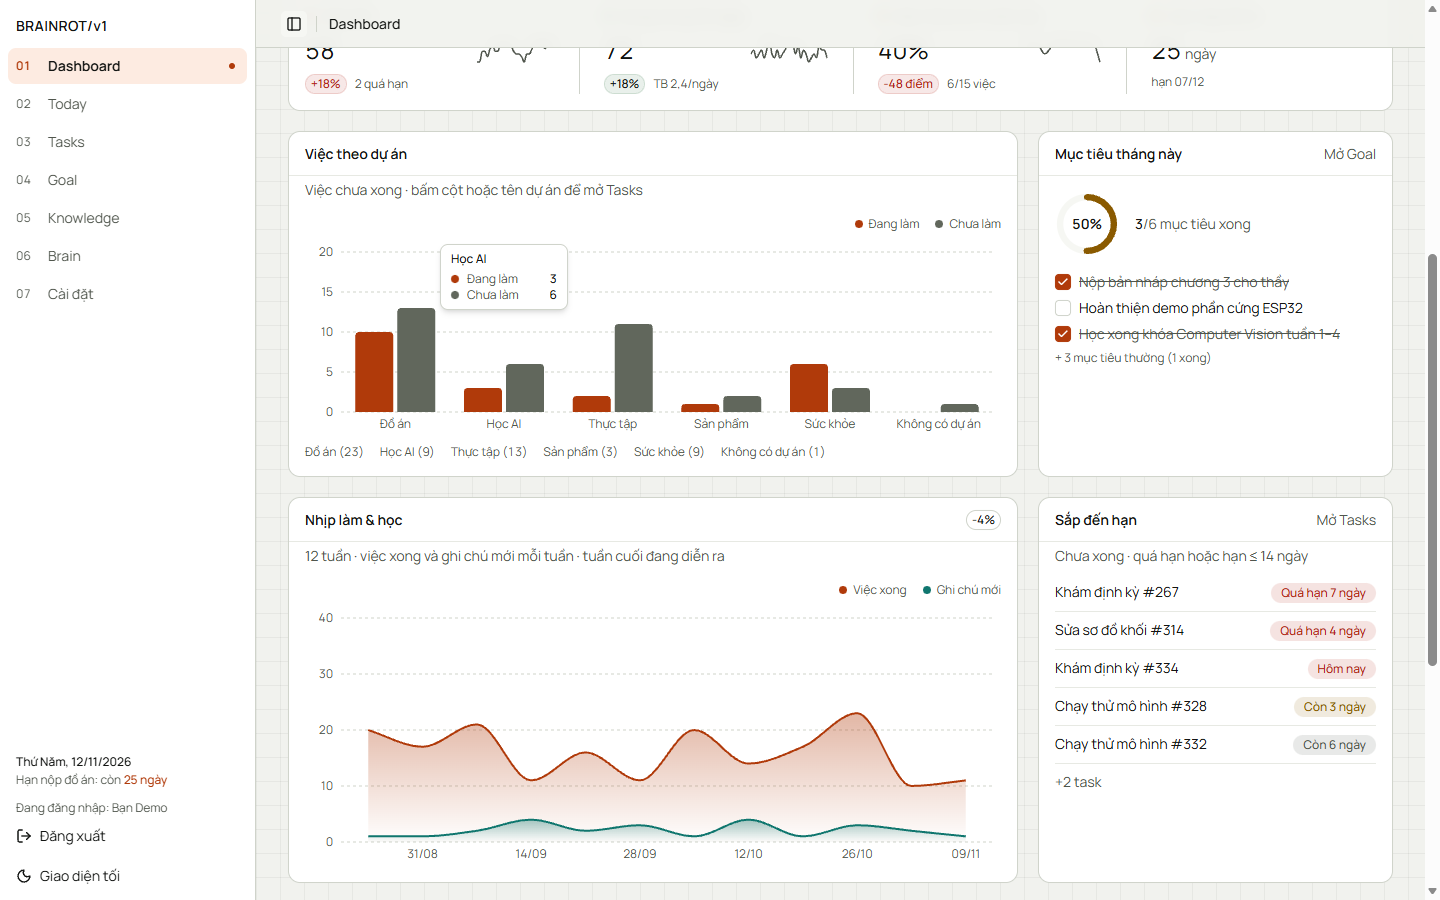 BRAINROT/v1
01 Dashboard
02 Today
03 Tasks
04 Goal
05 Knowledge
06 Brain
07 Cài đặt
Thứ Năm, 12/11/2026
Hạn nộp đồ án: còn 25 ngày
Đang đăng nhập: Bạn Demo
Đăng xuất
Giao diện tối
Dashboard
58
+18% 2 quá hạn
72
+18% TB 2,4/ngày
40%
-48 điểm 6/15 việc
25 ngày
hạn 07/12
Việc theo dự án
Việc chưa xong · bấm cột hoặc tên dự án để mở Tasks
Đang làm Chưa làm
20
15
10
5
0
Học AI
Đang làm 3
Chưa làm 6
Đồ án Học AI Thực tập Sản phẩm Sức khỏe Không có dự án
Đồ án (23) Học AI (9) Thực tập (13) Sản phẩm (3) Sức khỏe (9) Không có dự án (1)
Mục tiêu tháng này Mở Goal
50% 3/6 mục tiêu xong
Nộp bản nháp chương 3 cho thầy
Hoàn thiện demo phần cứng ESP32
Học xong khóa Computer Vision tuần 1–4
+ 3 mục tiêu thường (1 xong)
Nhịp làm & học -4%
12 tuần · việc xong và ghi chú mới mỗi tuần · tuần cuối đang diễn ra
Việc xong Ghi chú mới
40
30
20
10
0
31/08 14/09 28/09 12/10 26/10 09/11
Sắp đến hạn Mở Tasks
Chưa xong · quá hạn hoặc hạn ≤ 14 ngày
Khám định kỳ #267 Quá hạn 7 ngày
Sửa sơ đồ khối #314 Quá hạn 4 ngày
Khám định kỳ #334 Hôm nay
Chạy thử mô hình #328 Còn 3 ngày
Chạy thử mô hình #332 Còn 6 ngày
+2 task